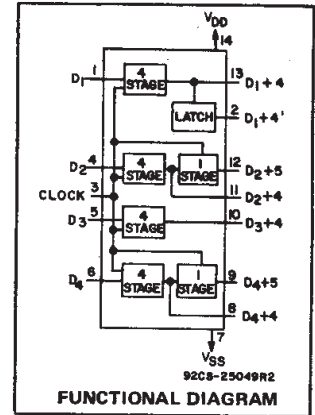 VDD
14
D1 1 4 STAGE 13 D1+4
LATCH 2 D1+4'
D2 4 4 STAGE 1 STAGE 12 D2+5
11 D2+4
CLOCK 3
D3 5 4 STAGE 10 D3+4
D4 6 4 STAGE 1 STAGE 9 D4+5
8 D4+4
7
VSS
92CS-25049R2
FUNCTIONAL DIAGRAM